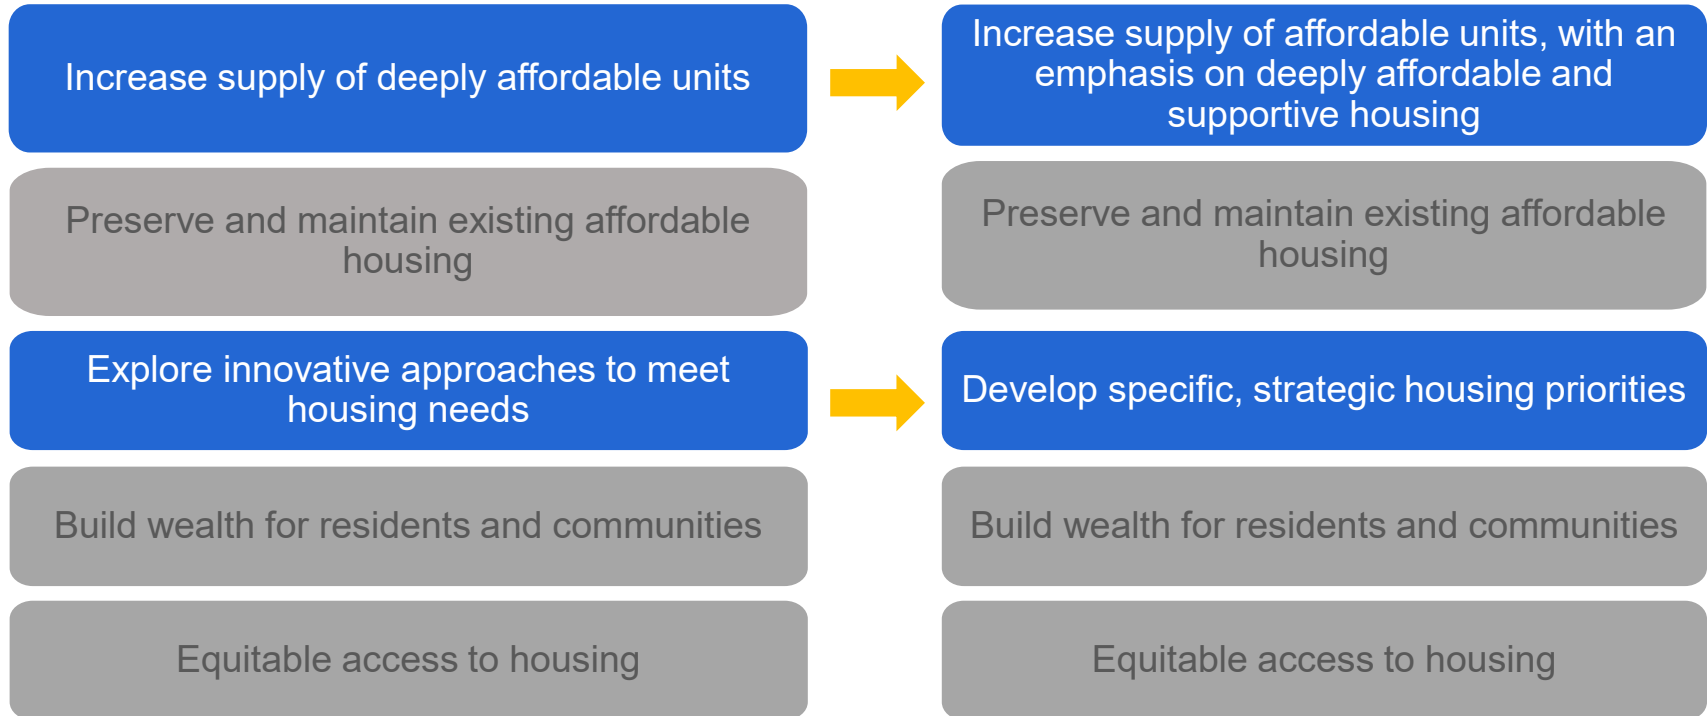 Increase supply of deeply affordable units
Increase supply of affordable units, with an
emphasis on deeply affordable and
supportive housing
Preserve and maintain existing affordable
housing
Preserve and maintain existing affordable
housing
Explore innovative approaches to meet
housing needs
Develop specific, strategic housing priorities
Build wealth for residents and communities
Build wealth for residents and communities
Equitable access to housing
Equitable access to housing